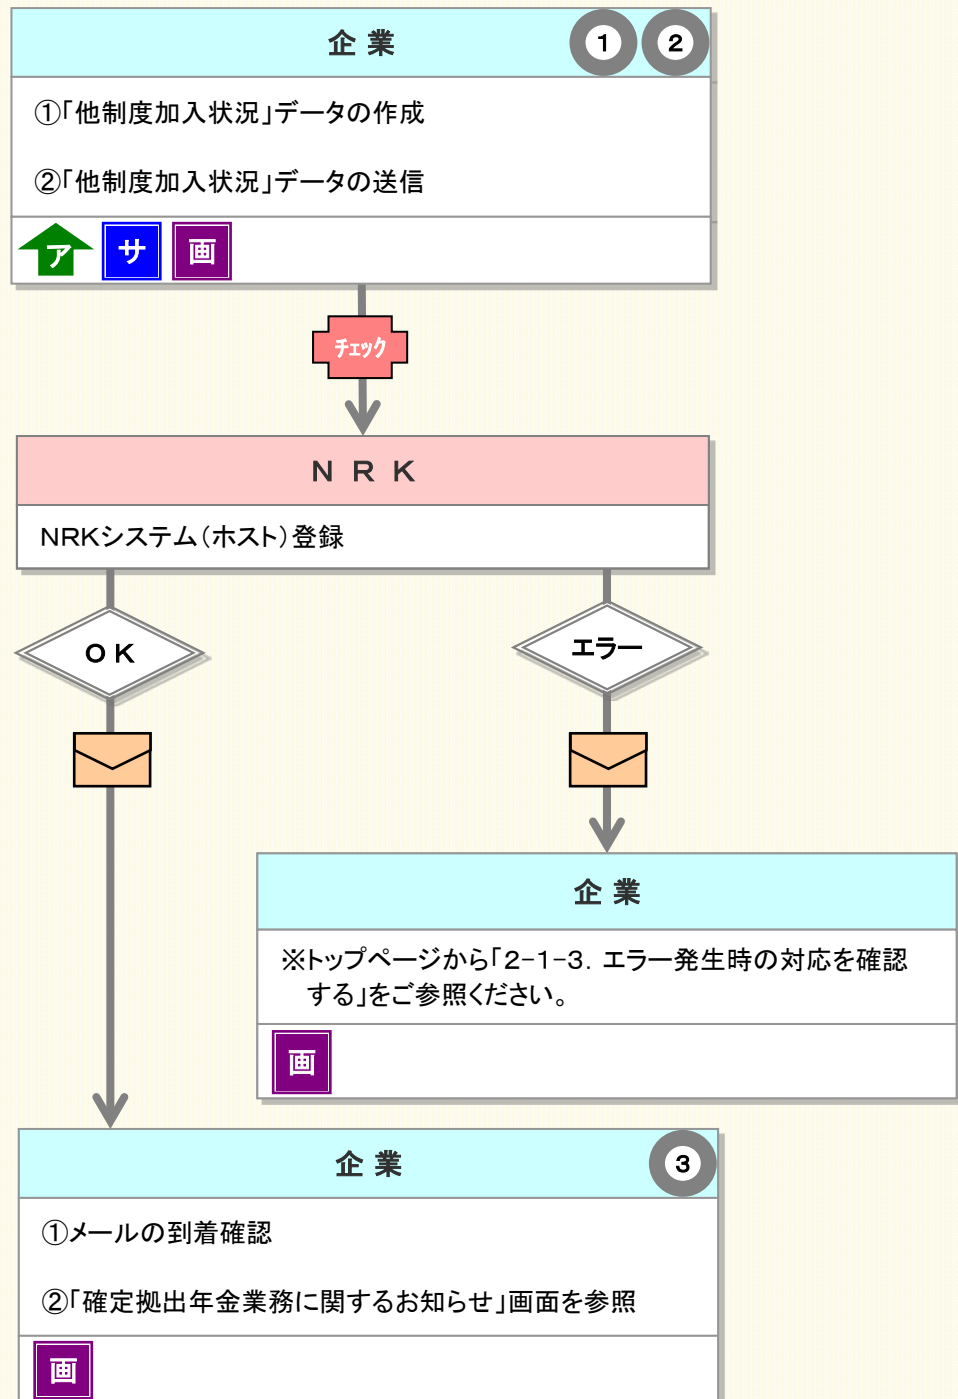 企 業
1
2
①「他制度加入状況」データの作成
②「他制度加入状況」データの送信
ア
サ
画
チェック
N R K
NRKシステム(ホスト)登録
O K
エラー
企 業
※トップページから「2-1-3. エラー発生時の対応を確認
する」をご参照ください。
画
企 業
3
①メールの到着確認
②「確定拠出年金業務に関するお知らせ」画面を参照
画